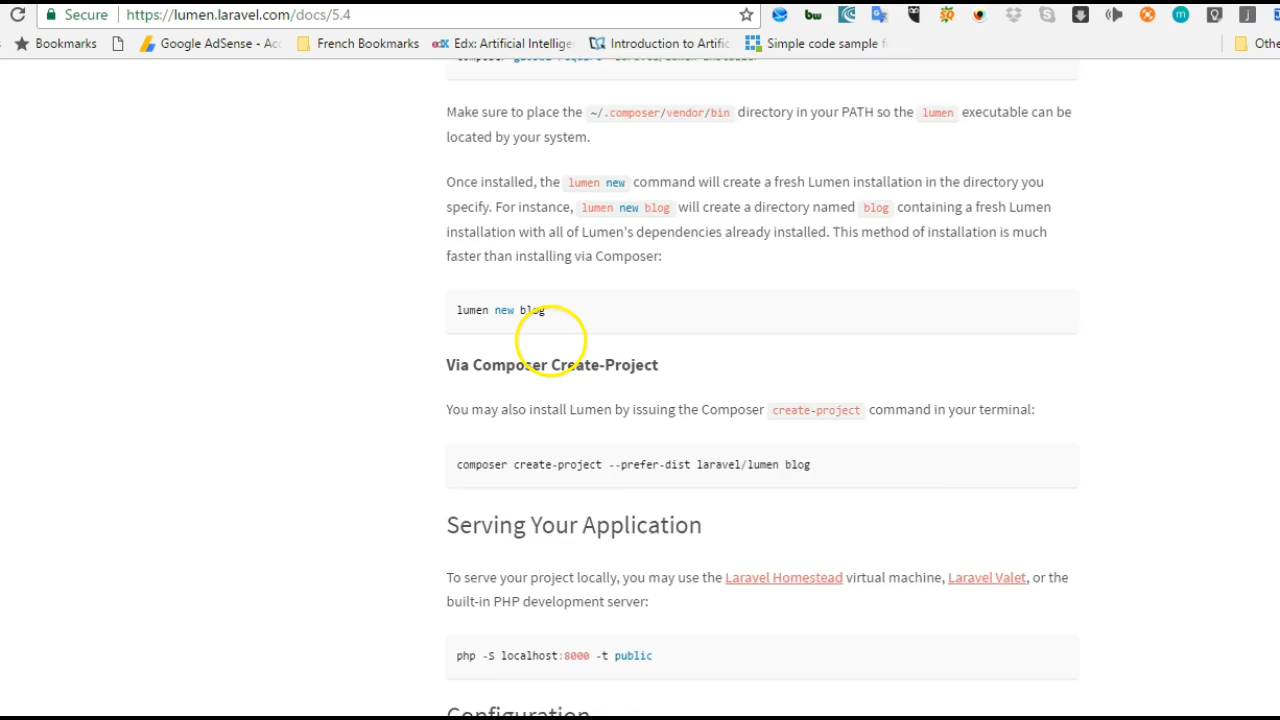 Secure https://lumen.laravel.com/docs/5.4
Bookmarks Google AdSense - Acc French Bookmarks Edx: Artificial Intellige Introduction to Artific Simple code sample f Othe
Make sure to place the ~/.composer/vendor/bin directory in your PATH so the lumen executable can be
located by your system.
Once installed, the lumen new command will create a fresh Lumen installation in the directory you
specify. For instance, lumen new blog will create a directory named blog containing a fresh Lumen
installation with all of Lumen's dependencies already installed. This method of installation is much
faster than installing via Composer:
lumen new blog
Via Composer Create-Project
You may also install Lumen by issuing the Composer create-project command in your terminal:
composer create-project --prefer-dist laravel/lumen blog
Serving Your Application
To serve your project locally, you may use the Laravel Homestead virtual machine, Laravel Valet, or the
built-in PHP development server:
php -S localhost:8000 -t public
Configuration